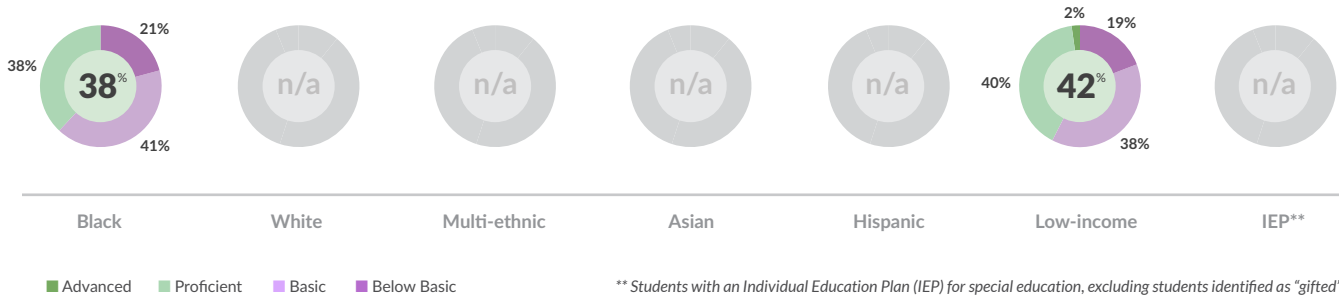 2%
21%
19%
38%
38%
n/a
n/a
n/a
n/a
40%
42%
n/a
41%
38%
Black
White
Multi-ethnic
Asian
Hispanic
Low-income
IEP**
Advanced
Proficient
Basic
Below Basic
** Students with an Individual Education Plan (IEP) for special education, excluding students identified as “gifted